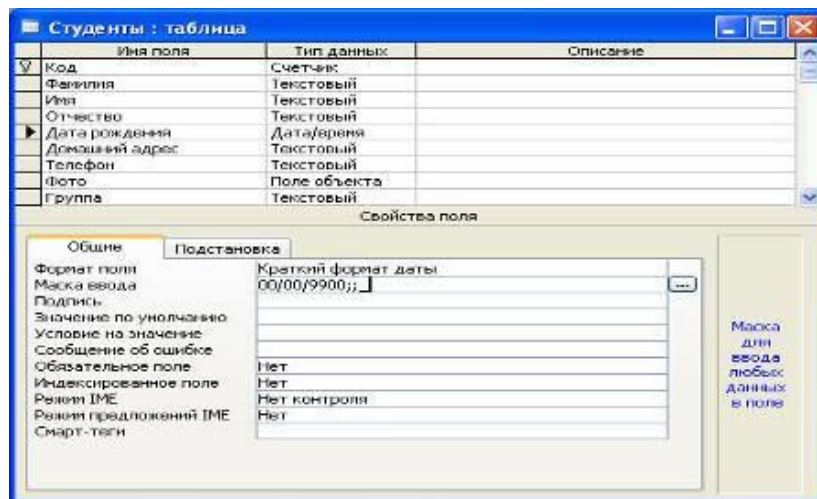 Студенты : таблица
Имя поля Тип данных Описание
Код Счетчик
Фамилия Текстовый
Имя Текстовый
Отчество Текстовый
Дата рождения Дата/время
Домашний адрес Текстовый
Телефон Текстовый
Фото Поле объекта
Группа Текстовый
Свойства поля
Общие Подстановка
Формат поля Краткий формат даты
Маска ввода 00/00/9900;;_ ...
Подпись
Значение по умолчанию
Условие на значение
Сообщение об ошибке
Обязательное поле Нет
Индексированное поле Нет
Режим IME Нет контроля
Режим предложений IME Нет
Смарт-теги
Маска
для
ввода
любых
данных
в поле